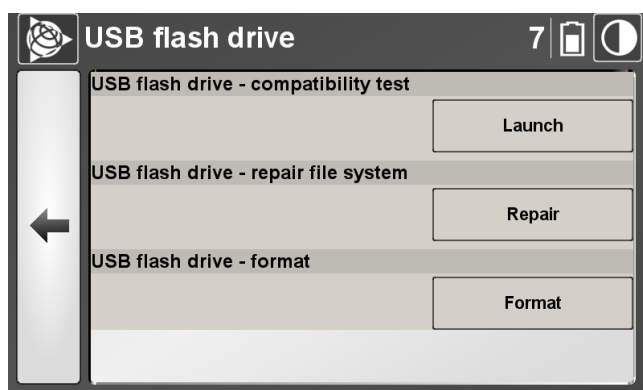 USB flash drive 7
USB flash drive - compatibility test
Launch
USB flash drive - repair file system
Repair
USB flash drive - format
Format